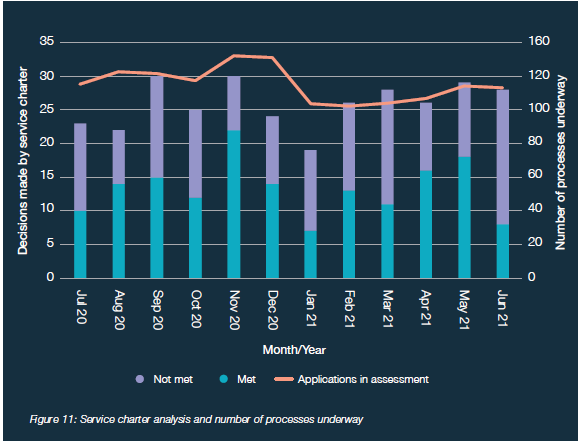 35
30
25
20
15
10
5
0
Decisions made by service charter
160
120
100
80
60
40
20
0
Number of processes underway
Jul 20
Aug 20
Sep 20
Oct 20
Nov 20
Dec 20
Jan 21
Feb 21
Mar 21
Apr 21
May 21
Jun 21
Month/Year
Not met Met Applications in assessment
Figure 11: Service charter analysis and number of processes underway